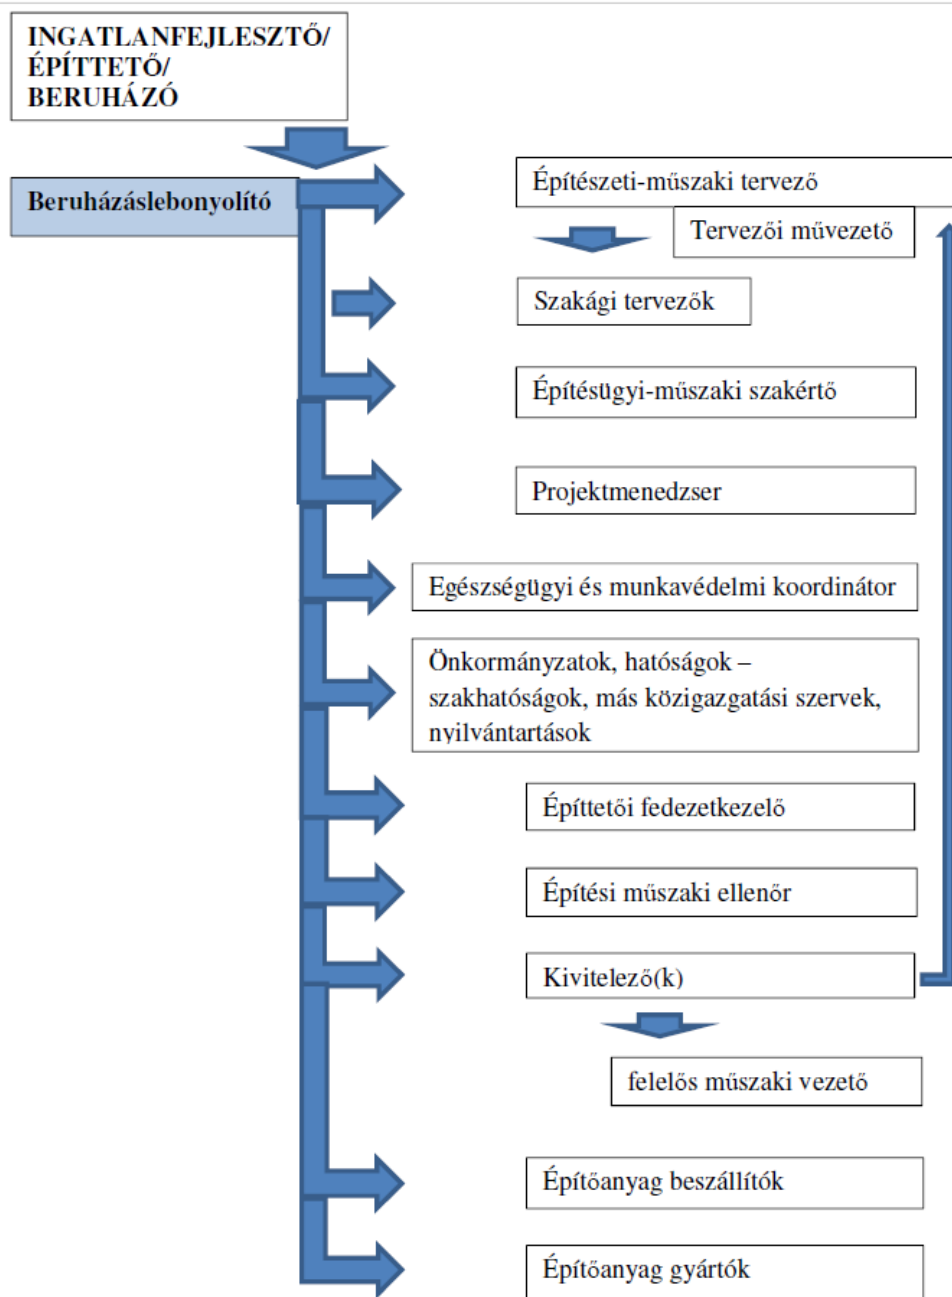 INGATLANFEJLESZTŐ/
ÉPÍTTETŐ/
BERUHÁZÓ
Beruházáslebonyolító
Építészeti-műszaki tervező
Tervezői művezető
Szakági tervezők
Építésügyi-műszaki szakértő
Projektmenedzser
Egészségügyi és munkavédelmi koordinátor
Önkormányzatok, hatóságok –
szakhatóságok, más közigazgatási szervek,
nyilvántartások
Építtetői fedezetkezelő
Építési műszaki ellenőr
Kivitelező(k)
felelős műszaki vezető
Építőanyag beszállítók
Építőanyag gyártók